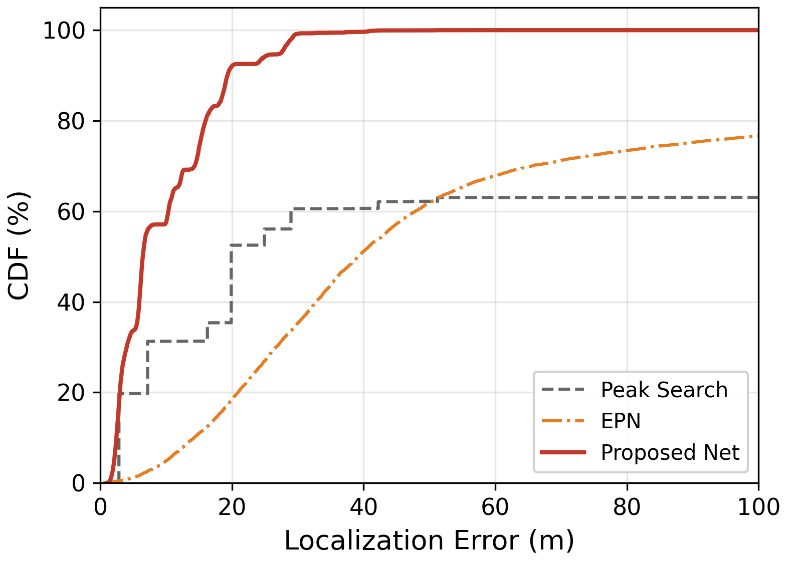 100
80
60
40
20
0
CDF (%)
0 20 40 60 80 100
Localization Error (m)
Peak Search
EPN
Proposed Net